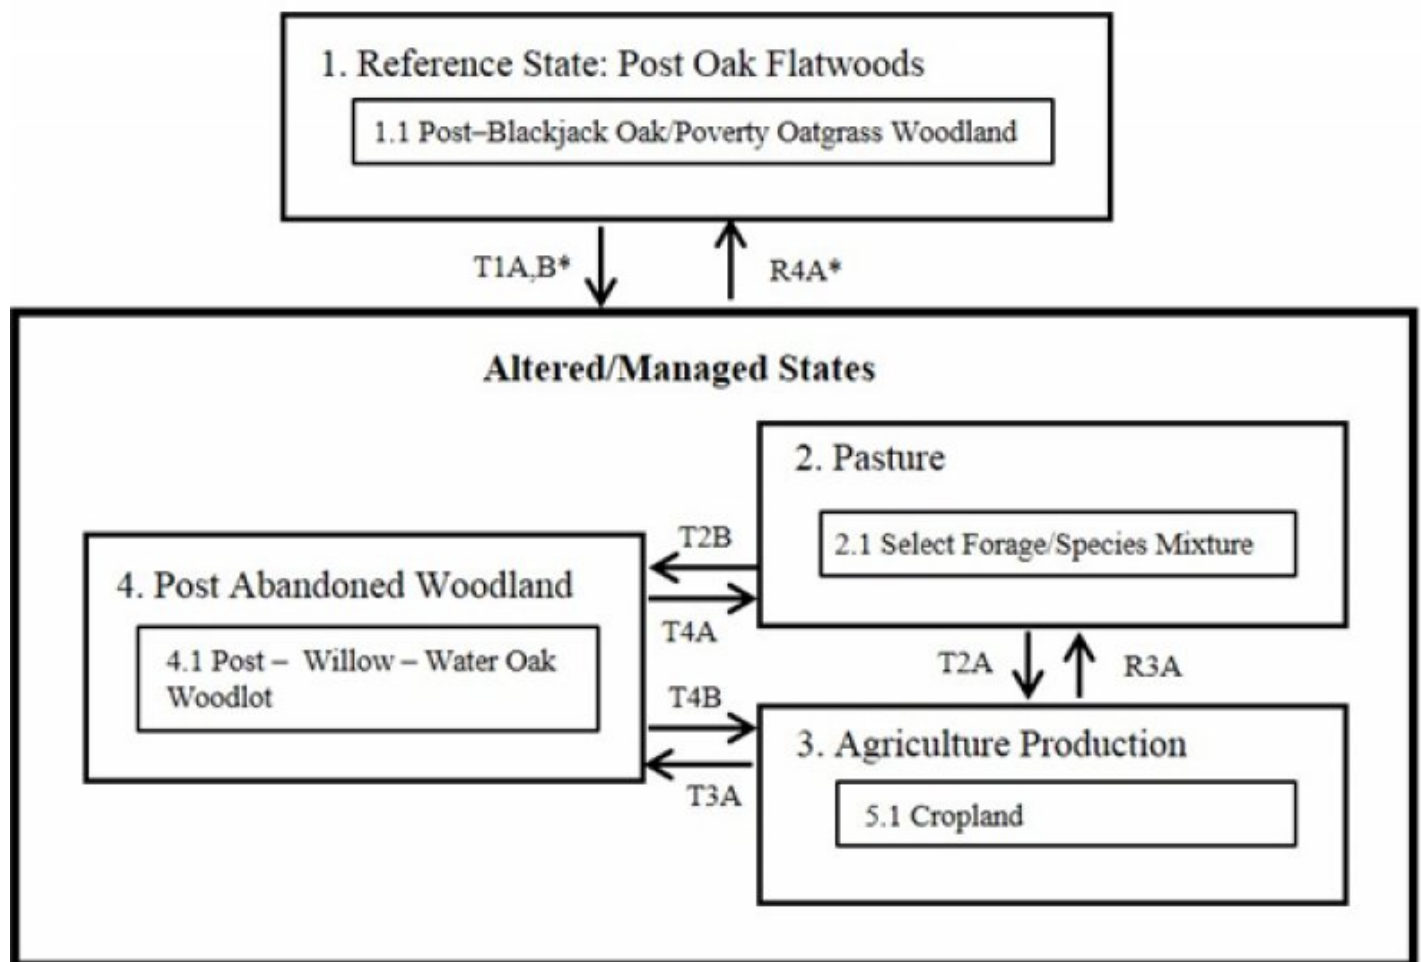 1. Reference State: Post Oak Flatwoods
1.1 Post–Blackjack Oak/Poverty Oatgrass Woodland
T1A,B*
R4A*
Altered/Managed States
2. Pasture
2.1 Select Forage/Species Mixture
T2B
4. Post Abandoned Woodland
T4A
4.1 Post – Willow – Water Oak
Woodlot
T2A
R3A
T4B
3. Agriculture Production
T3A
5.1 Cropland